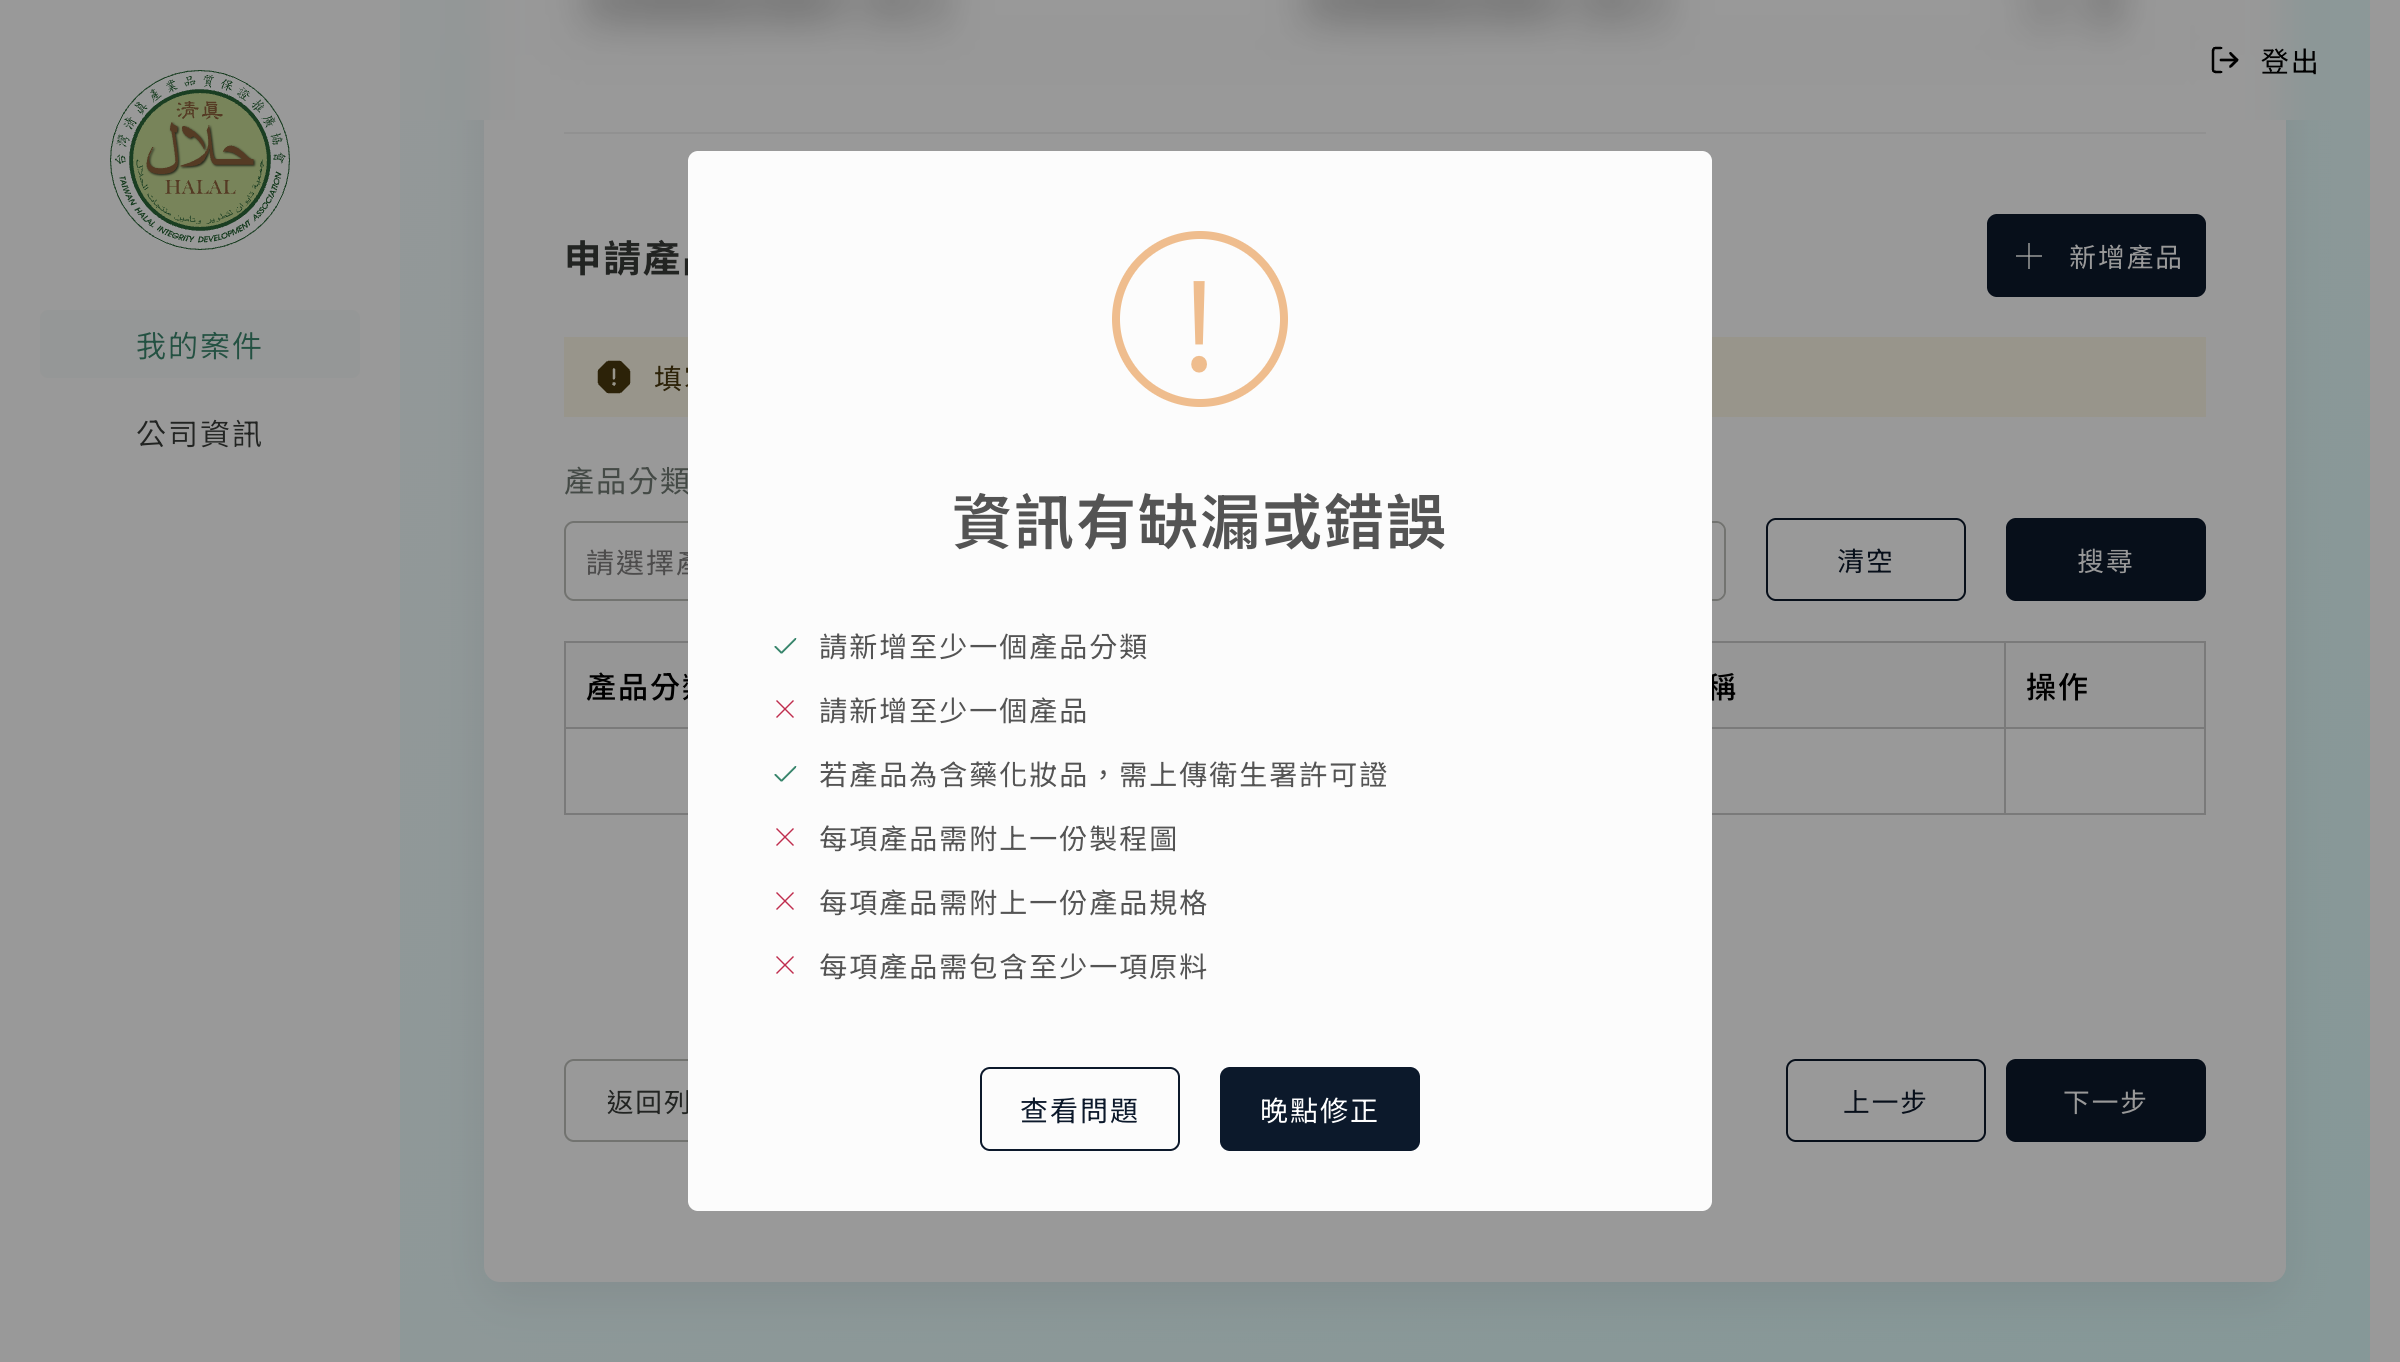 登出
台灣清真產業品質保證推廣協會
清真
حلال
HALAL
TAIWAN HALAL INTEGRITY DEVELOPMENT ASSOCIATION
我的案件
公司資訊
申請產
新增產品
填
產品分類
請選擇
清空
搜尋
產品分
稱
操作
返回列
上一步
下一步
資訊有缺漏或錯誤
請新增至少一個產品分類
請新增至少一個產品
若產品為含藥化妝品,需上傳衛生署許可證
每項產品需附上一份製程圖
每項產品需附上一份產品規格
每項產品需包含至少一項原料
查看問題
晚點修正